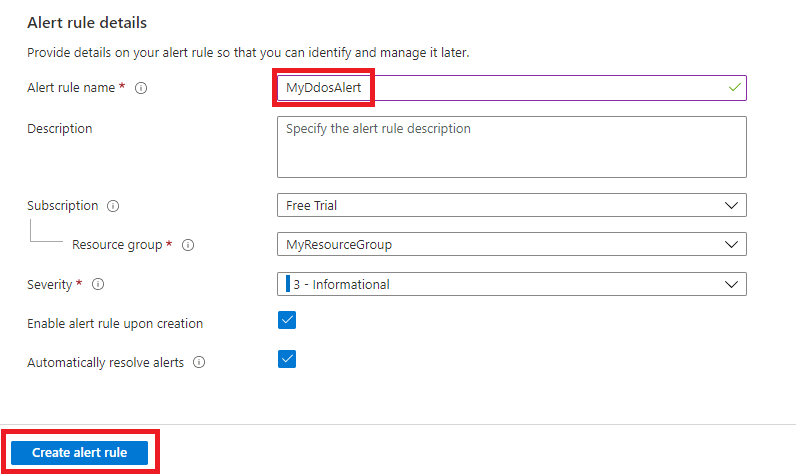 Alert rule details
Provide details on your alert rule so that you can identify and manage it later.
Alert rule name * MyDdosAlert
Description Specify the alert rule description
Subscription Free Trial
Resource group * MyResourceGroup
Severity * 3 - Informational
Enable alert rule upon creation
Automatically resolve alerts
Create alert rule